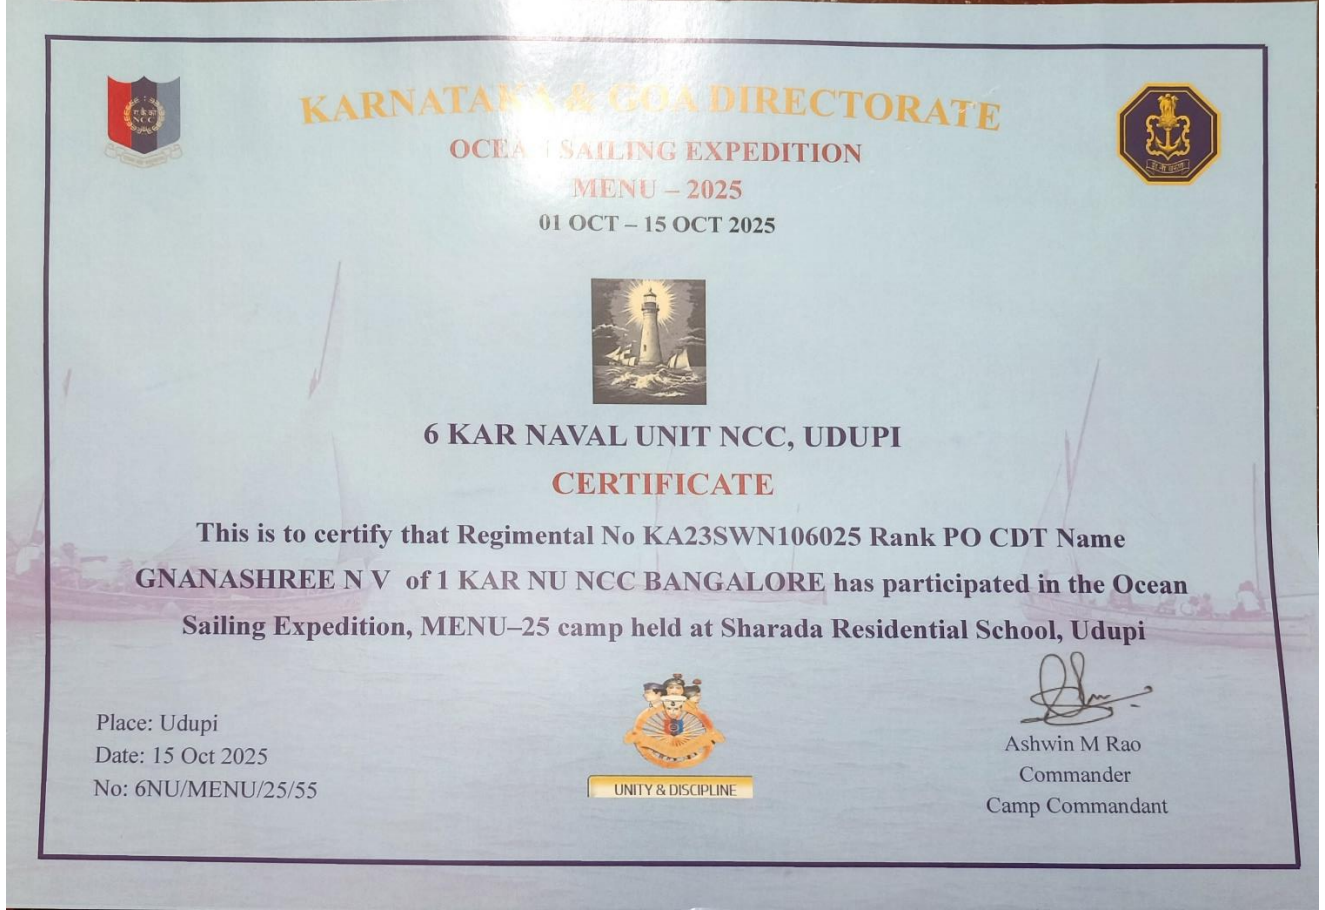 KARNATAKA & GOA DIRECTORATE
OCEAN SAILING EXPEDITION
MENU – 2025
01 OCT – 15 OCT 2025
NCC
6 KAR NAVAL UNIT NCC, UDUPI
CERTIFICATE
This is to certify that Regimental No KA23SWN106025 Rank PO CDT Name
GNANASHREE N V of 1 KAR NU NCC BANGALORE has participated in the Ocean
Sailing Expedition, MENU–25 camp held at Sharada Residential School, Udupi
Place: Udupi
Date: 15 Oct 2025
No: 6NU/MENU/25/55
UNITY & DISCIPLINE
Ashwin M Rao
Commander
Camp Commandant